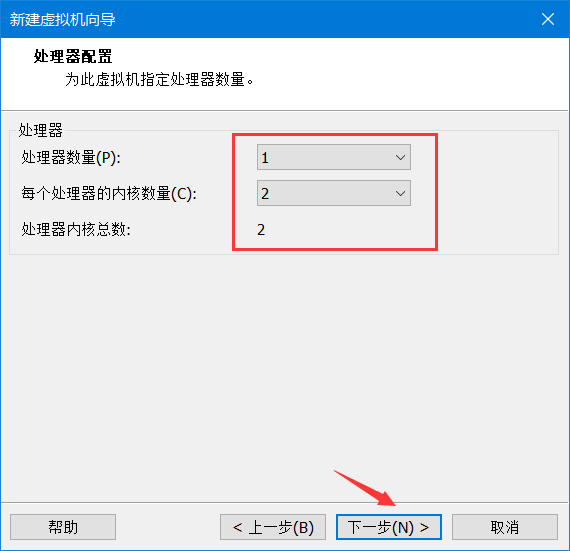 新建虚拟机向导
处理器配置
为此虚拟机指定处理器数量。
处理器
处理器数量(P): 1
每个处理器的内核数量(C): 2
处理器内核总数: 2
帮助 < 上一步(B) 下一步(N) > 取消